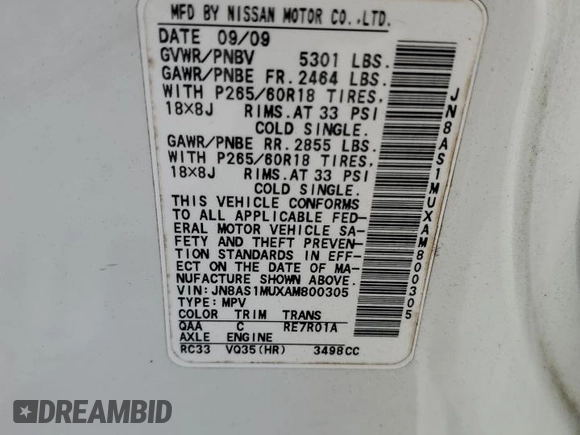 MFD BY NISSAN MOTOR CO.,LTD.
DATE 09/09
GVWR/PNBV 5301 LBS.
GAWR/PNBE FR. 2464 LBS.
WITH P265/60R18 TIRES,
18×8J RIMS.AT 33 PSI
COLD SINGLE.
GAWR/PNBE RR. 2855 LBS.
WITH P265/60R18 TIRES,
18×8J RIMS.AT 33 PSI
COLD SINGLE.
THIS VEHICLE CONFORMS
TO ALL APPLICABLE FED-
ERAL MOTOR VEHICLE SA-
FETY AND THEFT PREVEN-
TION STANDARDS IN EFF-
ECT ON THE DATE OF MA-
NUFACTURE SHOWN ABOVE.
VIN:JN8AS1MUXAM800305
TYPE:MPV
COLOR TRIM TRANS
QAA C RE7R01A
AXLE ENGINE
RC33 VQ35(HR) 3498CC
JN8AS1MUXAM800305
DREAMBID